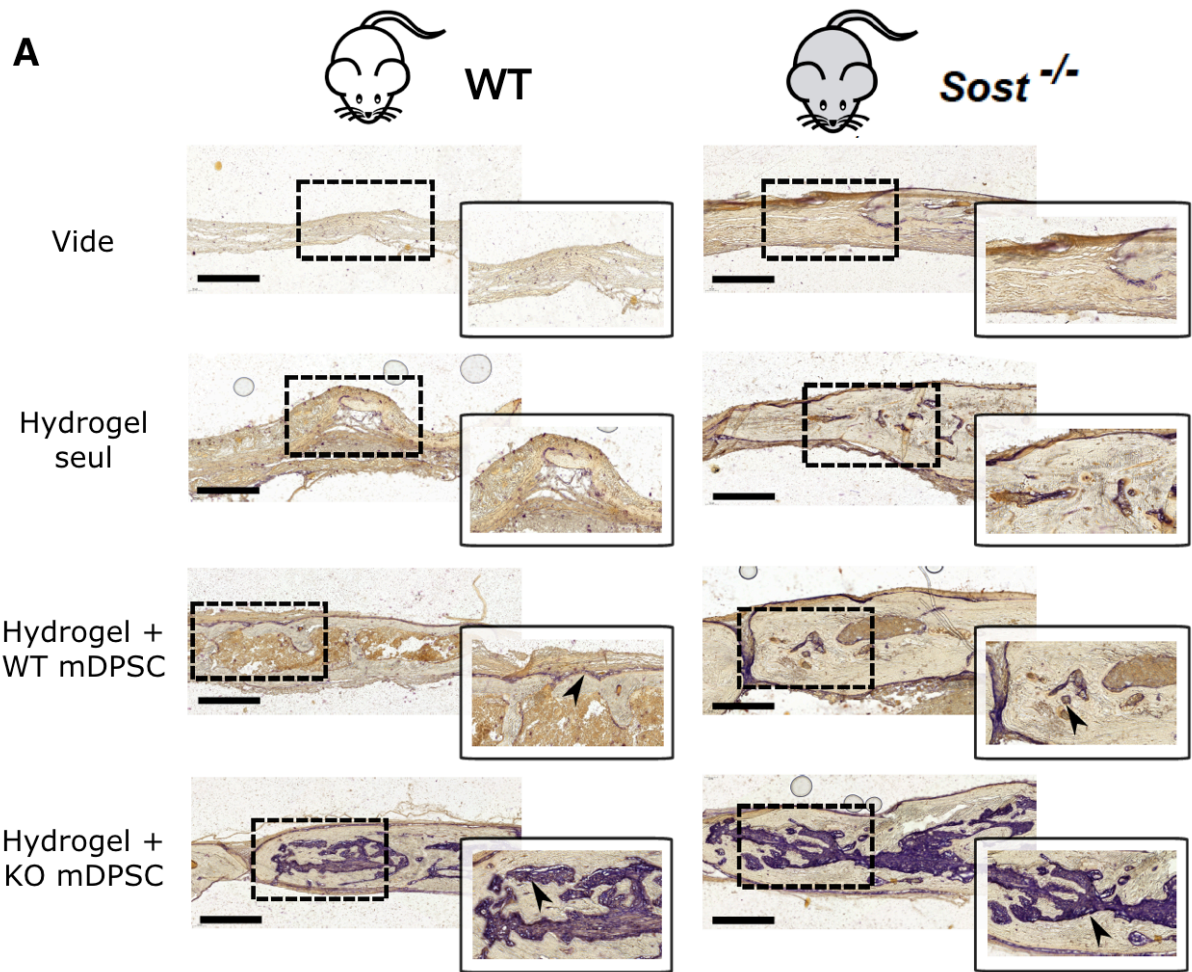 A
WT
Sost -/-
Vide
Hydrogel
seul
Hydrogel +
WT mDPSC
Hydrogel +
KO mDPSC